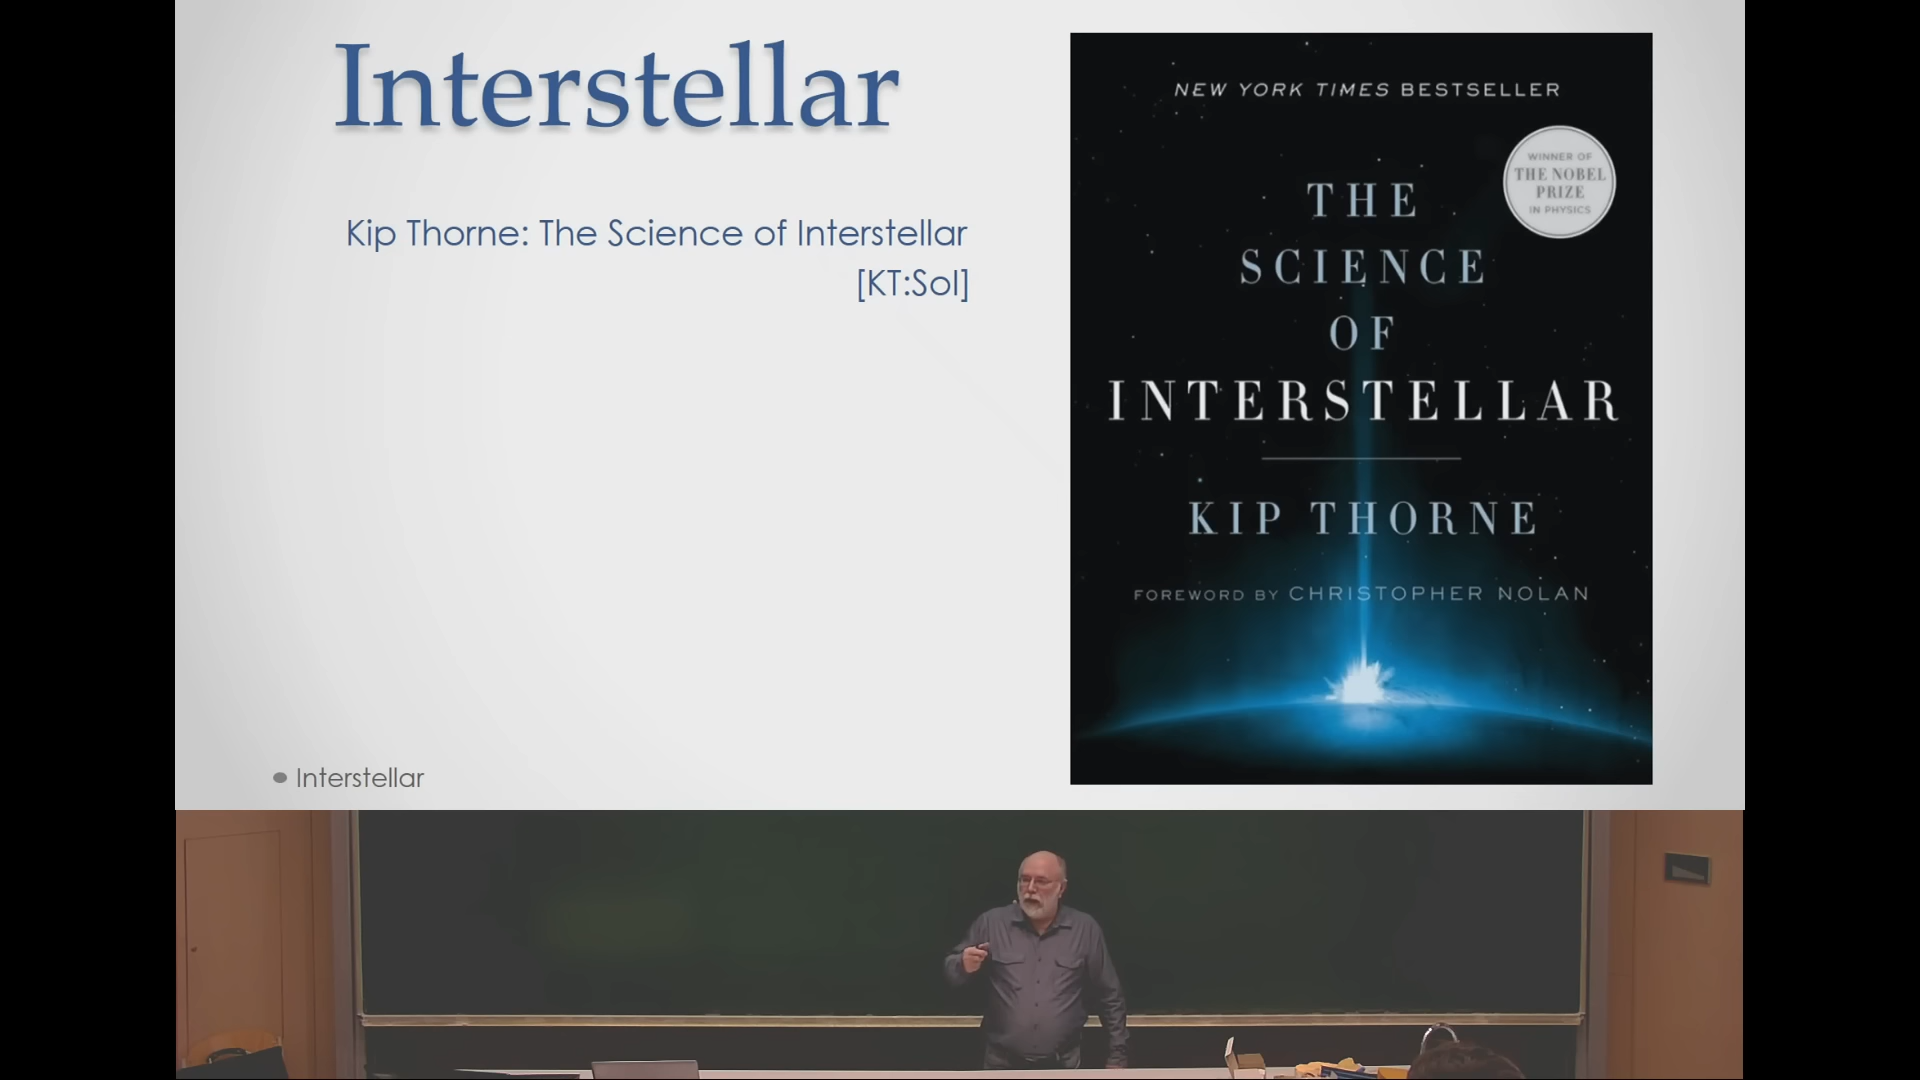 Interstellar
Kip Thorne: The Science of Interstellar
[KT:SoI]
Interstellar
NEW YORK TIMES BESTSELLER
WINNER OF
THE NOBEL
PRIZE
IN PHYSICS
THE
SCIENCE
OF
INTERSTELLAR
KIP THORNE
FOREWORD BY CHRISTOPHER NOLAN